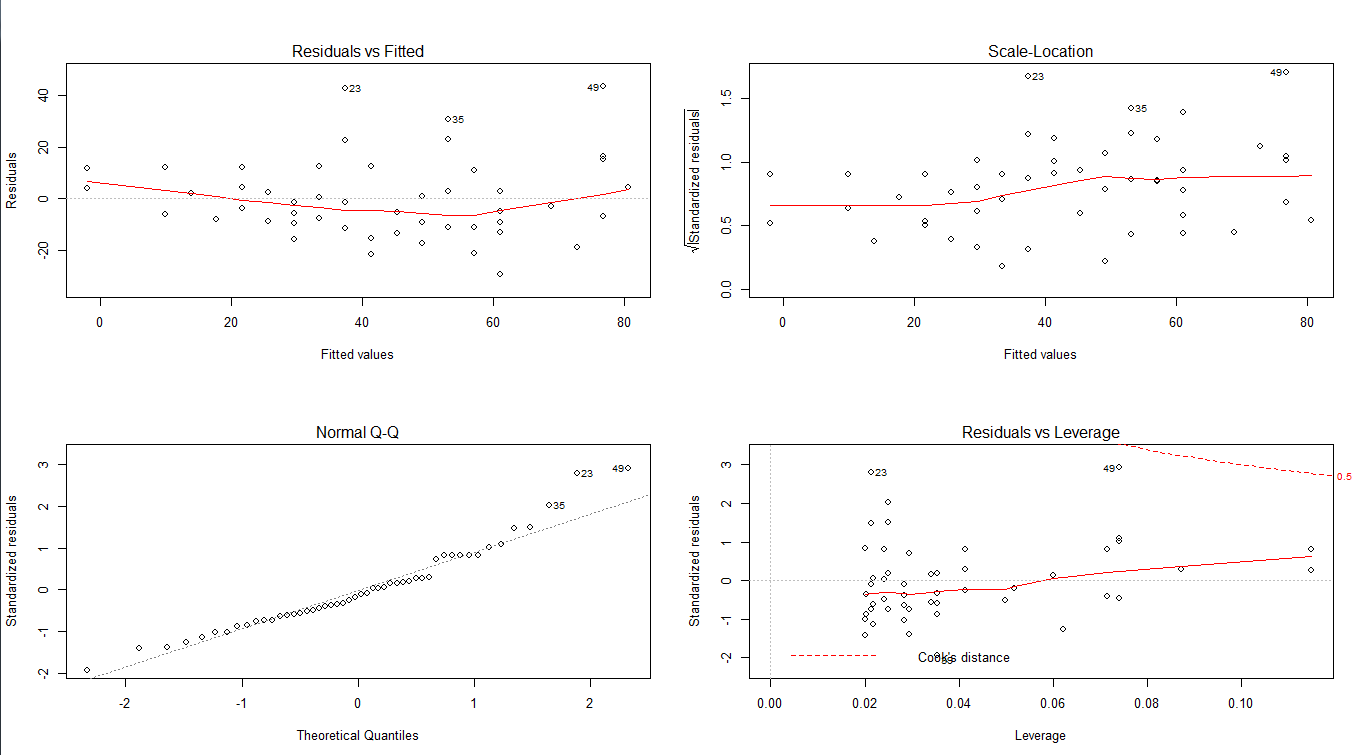 Residuals vs Fitted
Residuals
40
20
0
-20
23
35
49
0 20 40 60 80
Fitted values
Scale-Location
√|Standardized residuals|
1.5
1.0
0.5
0.0
23
35
49
0 20 40 60 80
Fitted values
Normal Q-Q
Standardized residuals
3
2
1
0
-1
-2
49
23
35
-2 -1 0 1 2
Theoretical Quantiles
Residuals vs Leverage
Standardized residuals
3
2
1
0
-1
-2
23
49
0.5
Cook's distance
0.00 0.02 0.04 0.06 0.08 0.10
Leverage